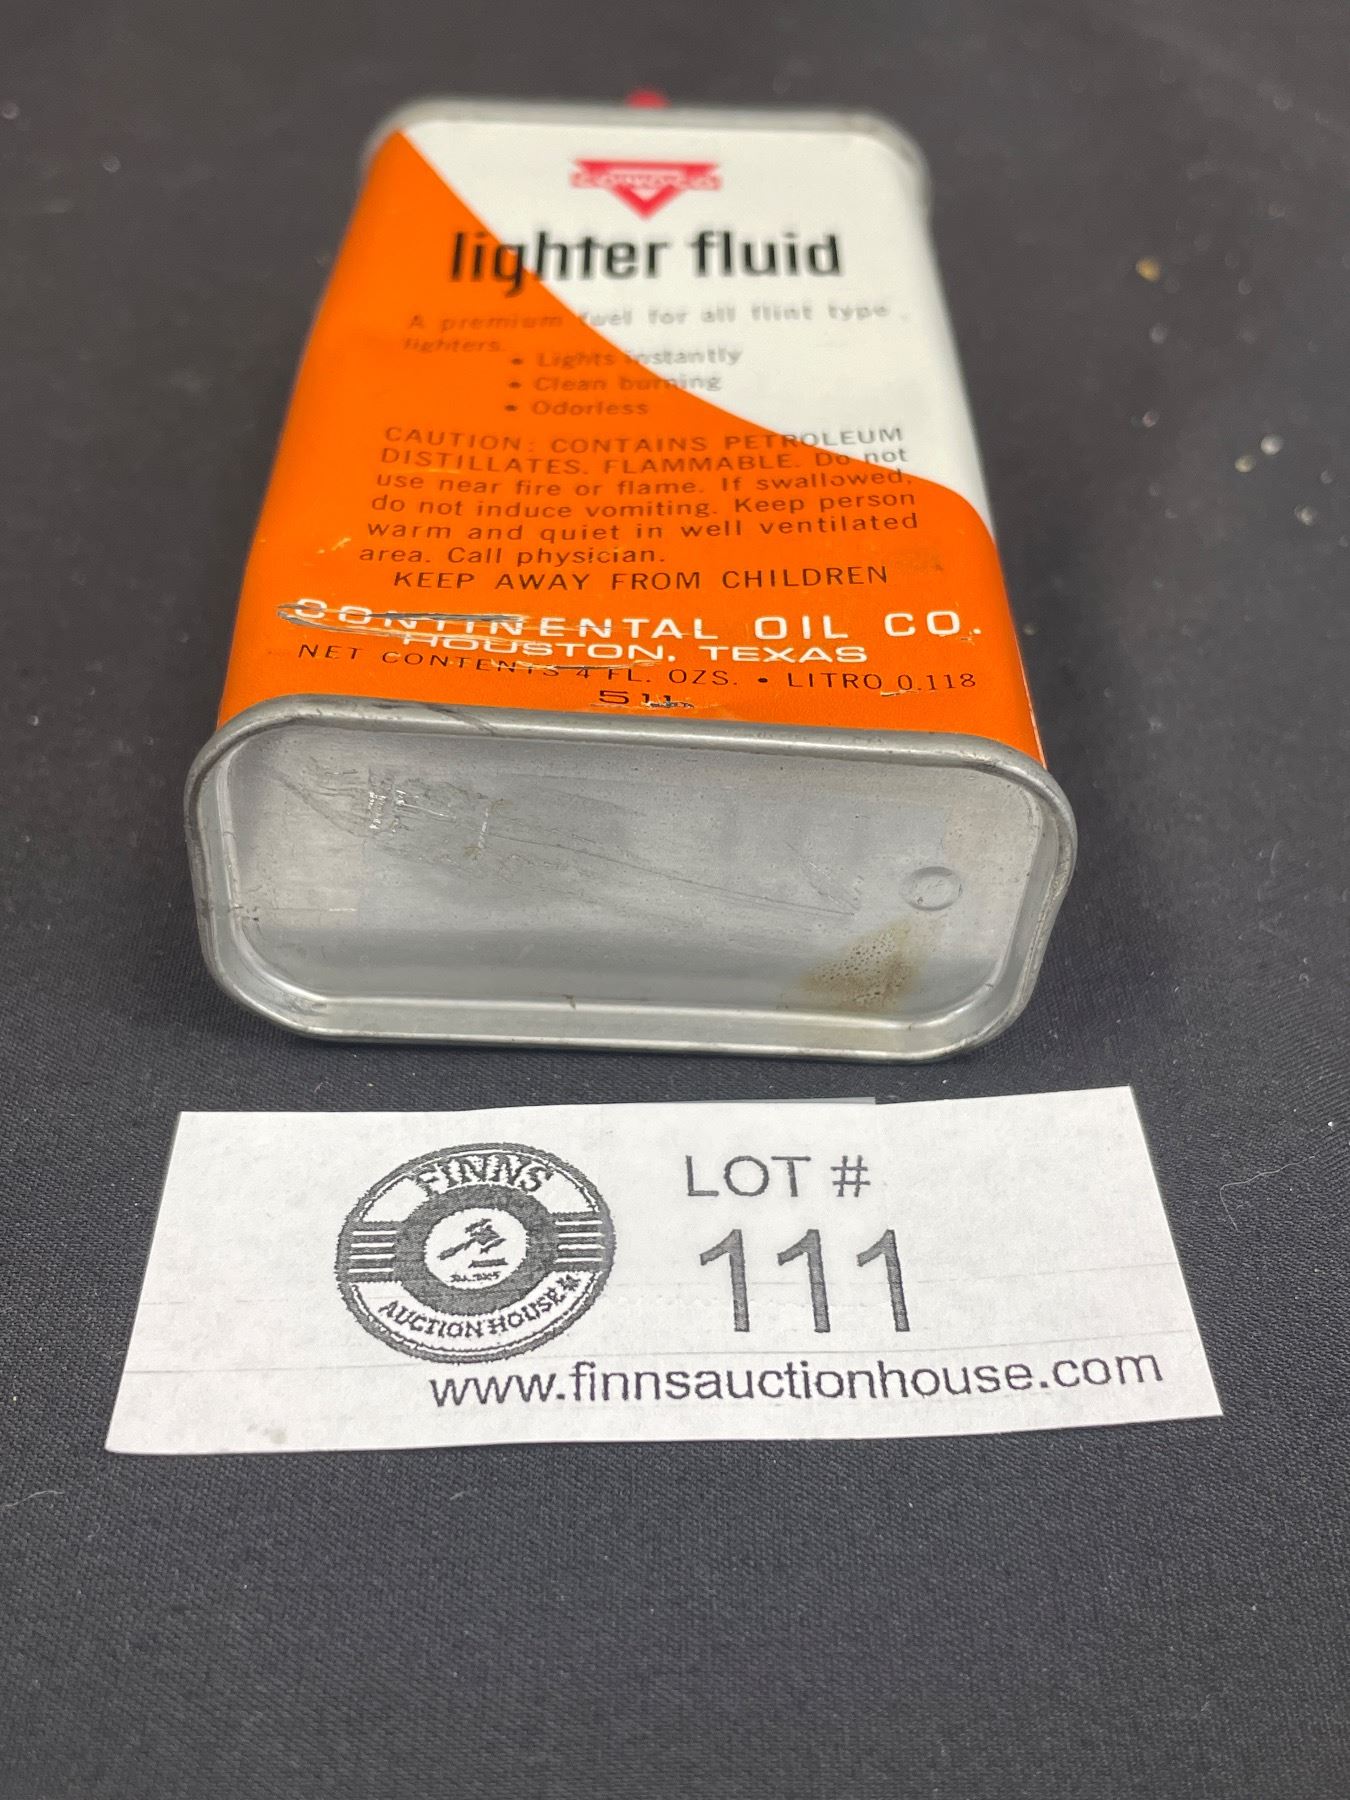 CONOCO
lighter fluid
A premium fuel for all flint type
lighters.
• Lights instantly
• Clean burning
• Odorless
CAUTION: CONTAINS PETROLEUM
DISTILLATES. FLAMMABLE. Do not
use near fire or flame. If swallowed,
do not induce vomiting. Keep person
warm and quiet in well ventilated
area. Call physician.
KEEP AWAY FROM CHILDREN
CONTINENTAL OIL CO.
HOUSTON, TEXAS
NET CONTENTS 4 FL. OZS. • LITRO 0.118
FINNS
AUCTION HOUSE
LOT #
111
www.finnsauctionhouse.com